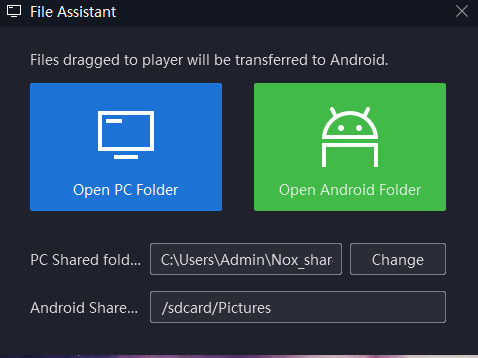 File Assistant
Files dragged to player will be transferred to Android.
Open PC Folder
Open Android Folder
PC Shared fold... C:\Users\Admin\Nox_shar Change
Android Share... /sdcard/Pictures